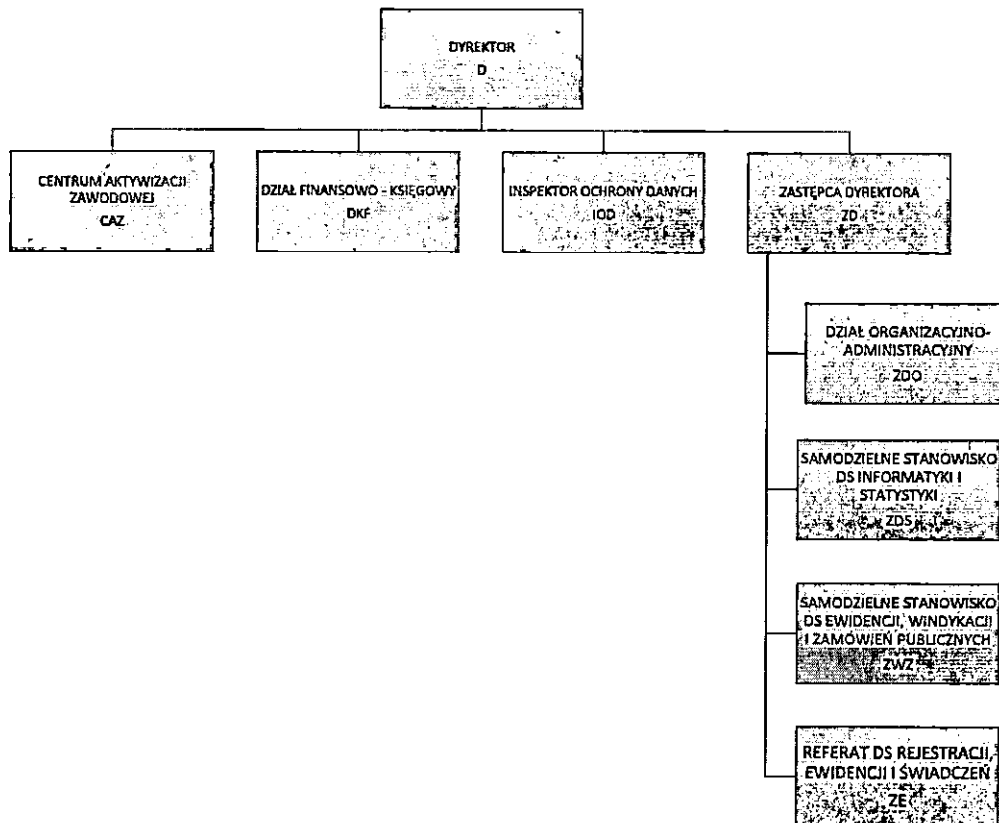 DYREKTOR
D
CENTRUM AKTYWIZACJI
ZAWODOWEJ
CAZ
DZIAŁ FINANSOWO - KSIĘGOWY
DKF
INSPEKTOR OCHRONY DANYCH
IOD
ZASTĘPCA DYREKTORA
ZD
DZIAŁ ORGANIZACYJNO-
ADMINISTRACYJNY
ZDO
SAMODZIELNE STANOWISKO
DS INFORMATYKI I
STATYSTYKI
ZDS
SAMODZIELNE STANOWISKO
DS EWIDENCJI, WINDYKACJI
I ZAMÓWIEŃ PUBLICZNYCH
ZWZ
REFERAT DS REJESTRACJI,
EWIDENCJI I ŚWIADCZEŃ
ZE